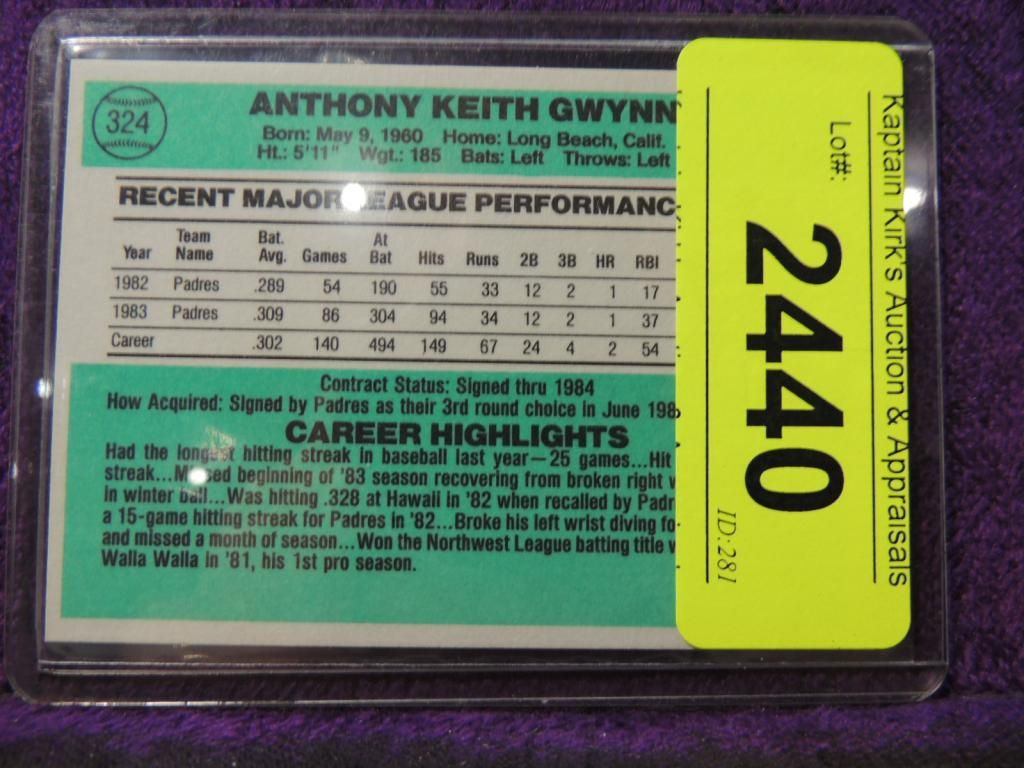 324
ANTHONY KEITH GWYNN
Born: May 9, 1960 Home: Long Beach, Calif.
Ht.: 5'11" Wgt.: 185 Bats: Left Throws: Left
RECENT MAJOR LEAGUE PERFORMANC
Year Team Name Bat. Avg. Games At Bat Hits Runs 2B 3B HR RBI
1982 Padres .289 54 190 55 33 12 2 1 17
1983 Padres .309 86 304 94 34 12 2 1 37
Career .302 140 494 149 67 24 4 2 54
Contract Status: Signed thru 1984
How Acquired: Signed by Padres as their 3rd round choice in June 198
CAREER HIGHLIGHTS
Had the longest hitting streak in baseball last year—25 games...Hit
streak...Missed beginning of '83 season recovering from broken right
in winter ball...Was hitting .328 at Hawaii in '82 when recalled by Padr
a 15-game hitting streak for Padres in '82...Broke his left wrist diving fo
and missed a month of season...Won the Northwest League batting title
Walla Walla in '81, his 1st pro season.
Kaptain Kirk's Auction & Appraisals
Lot#:
2440
ID:281